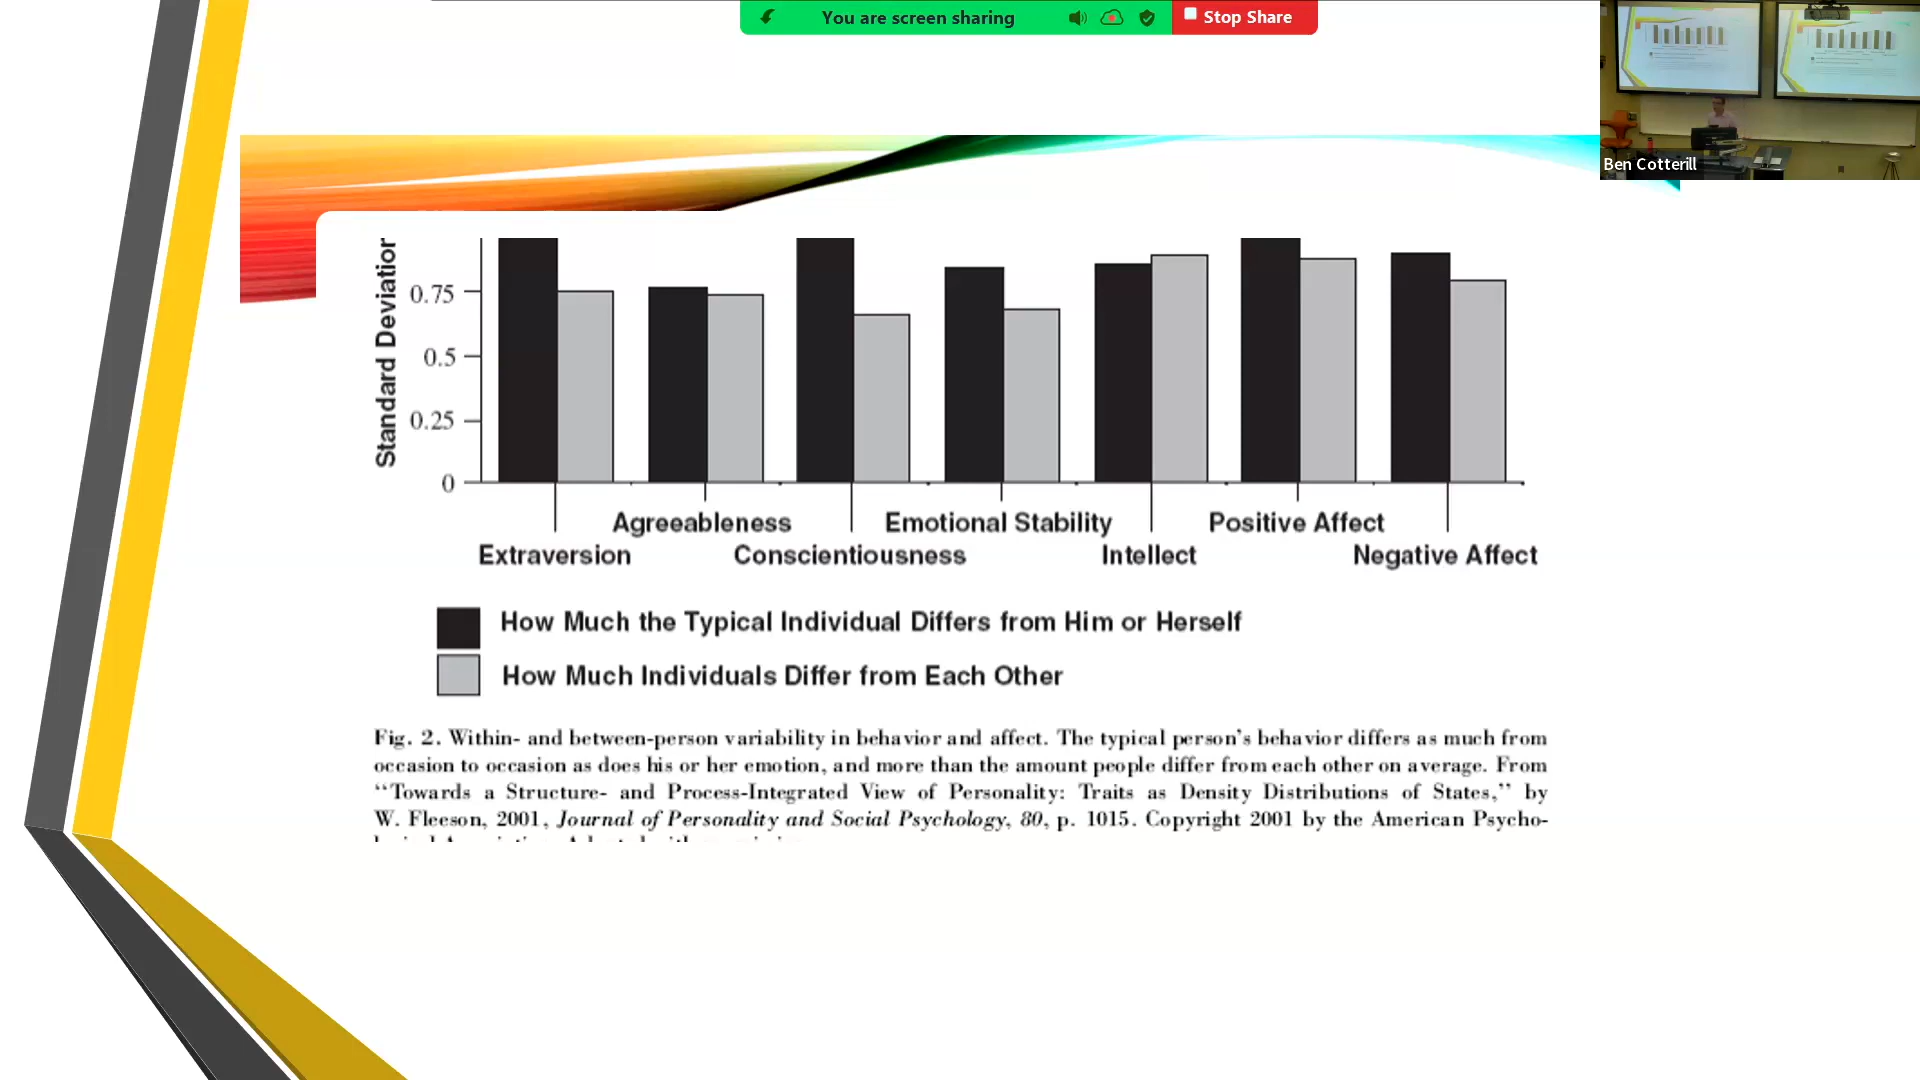 You are screen sharing
Stop Share
Ben Cotterill
Standard Deviation
0.75
0.5
0.25
0
Agreeableness
Emotional Stability
Positive Affect
Extraversion
Conscientiousness
Intellect
Negative Affect
How Much the Typical Individual Differs from Him or Herself
How Much Individuals Differ from Each Other
Fig. 2. Within- and between-person variability in behavior and affect. The typical person's behavior differs as much from
occasion to occasion as does his or her emotion, and more than the amount people differ from each other on average. From
“Towards a Structure- and Process-Integrated View of Personality: Traits as Density Distributions of States,” by
W. Fleeson, 2001, Journal of Personality and Social Psychology, 80, p. 1015. Copyright 2001 by the American Psycho-